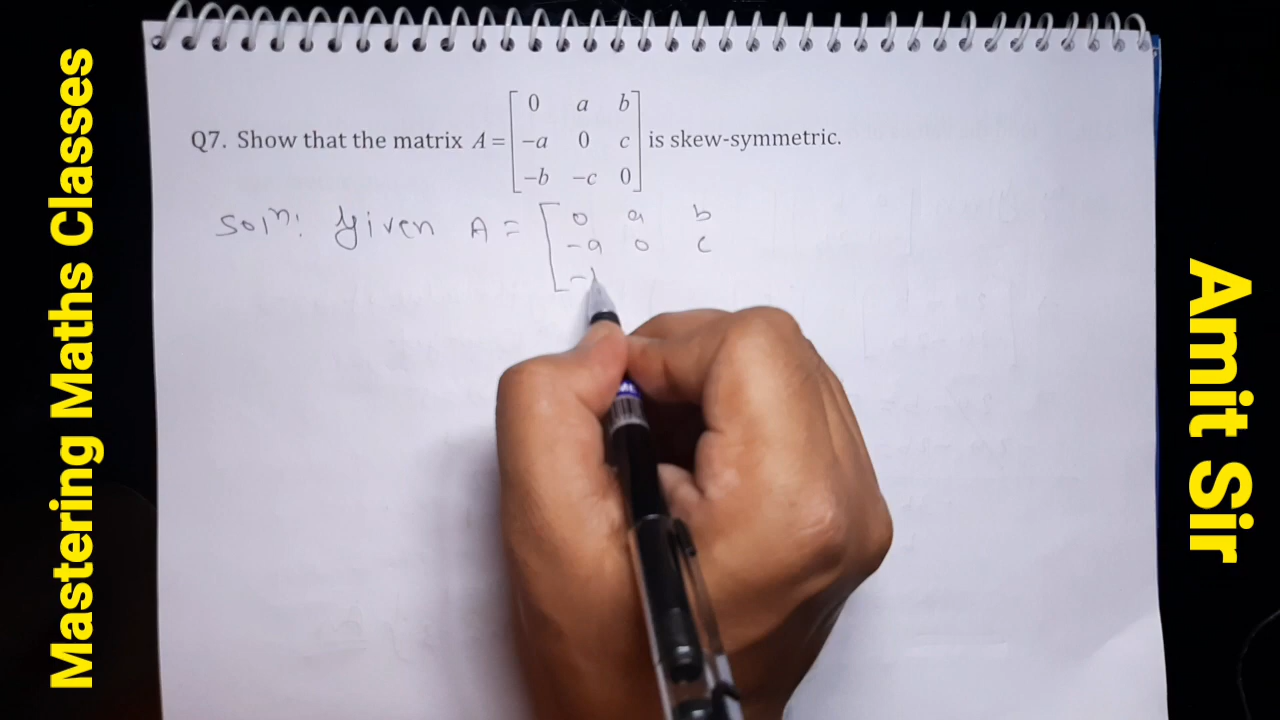 Mastering Maths Classes
0 a b
Q7. Show that the matrix A = -a 0 c is skew-symmetric.
-b -c 0
Soln: Given A = 0 a b
-a 0 c
-
Amit Sir